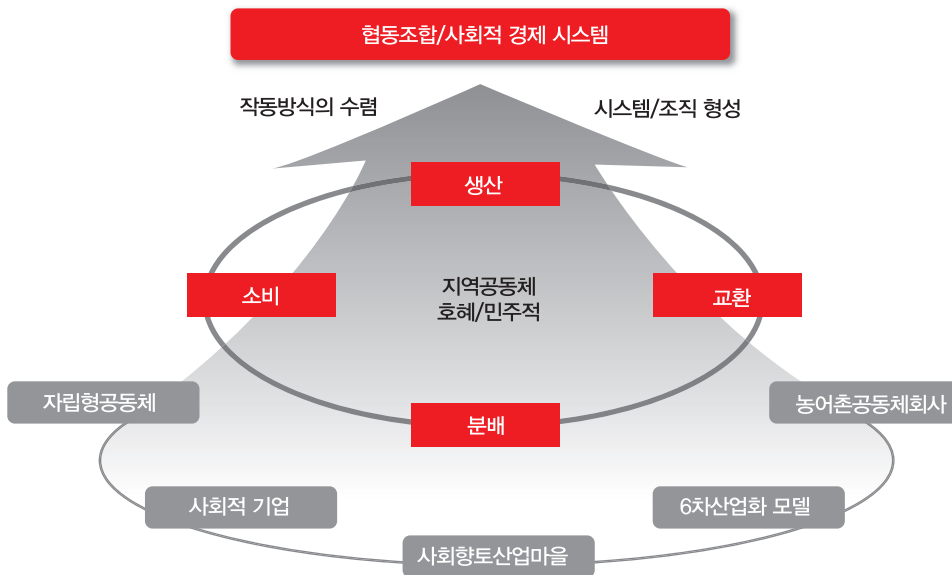 협동조합/사회적 경제 시스템
작동방식의 수렴
시스템/조직 형성
생산
소비
지역공동체
호혜/민주적
교환
분배
자립형공동체
농어촌공동체회사
사회적 기업
6차산업화 모델
사회향토산업마을